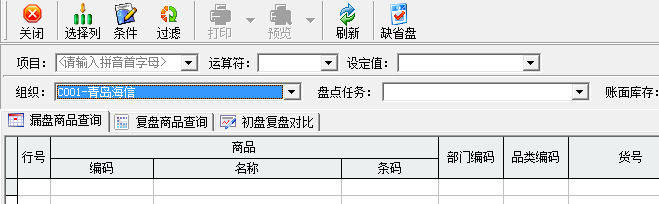 关闭 选择列 条件 过滤 打印 预览 刷新 缺省盘
项目： <请输入拼音首字母> 运算符： 设定值：
组织： C001-青岛海信 盘点任务： 账面库存：
漏盘商品查询 复盘商品查询 初盘复盘对比
行号 商品 部门编码 品类编码 货号
编码 名称 条码